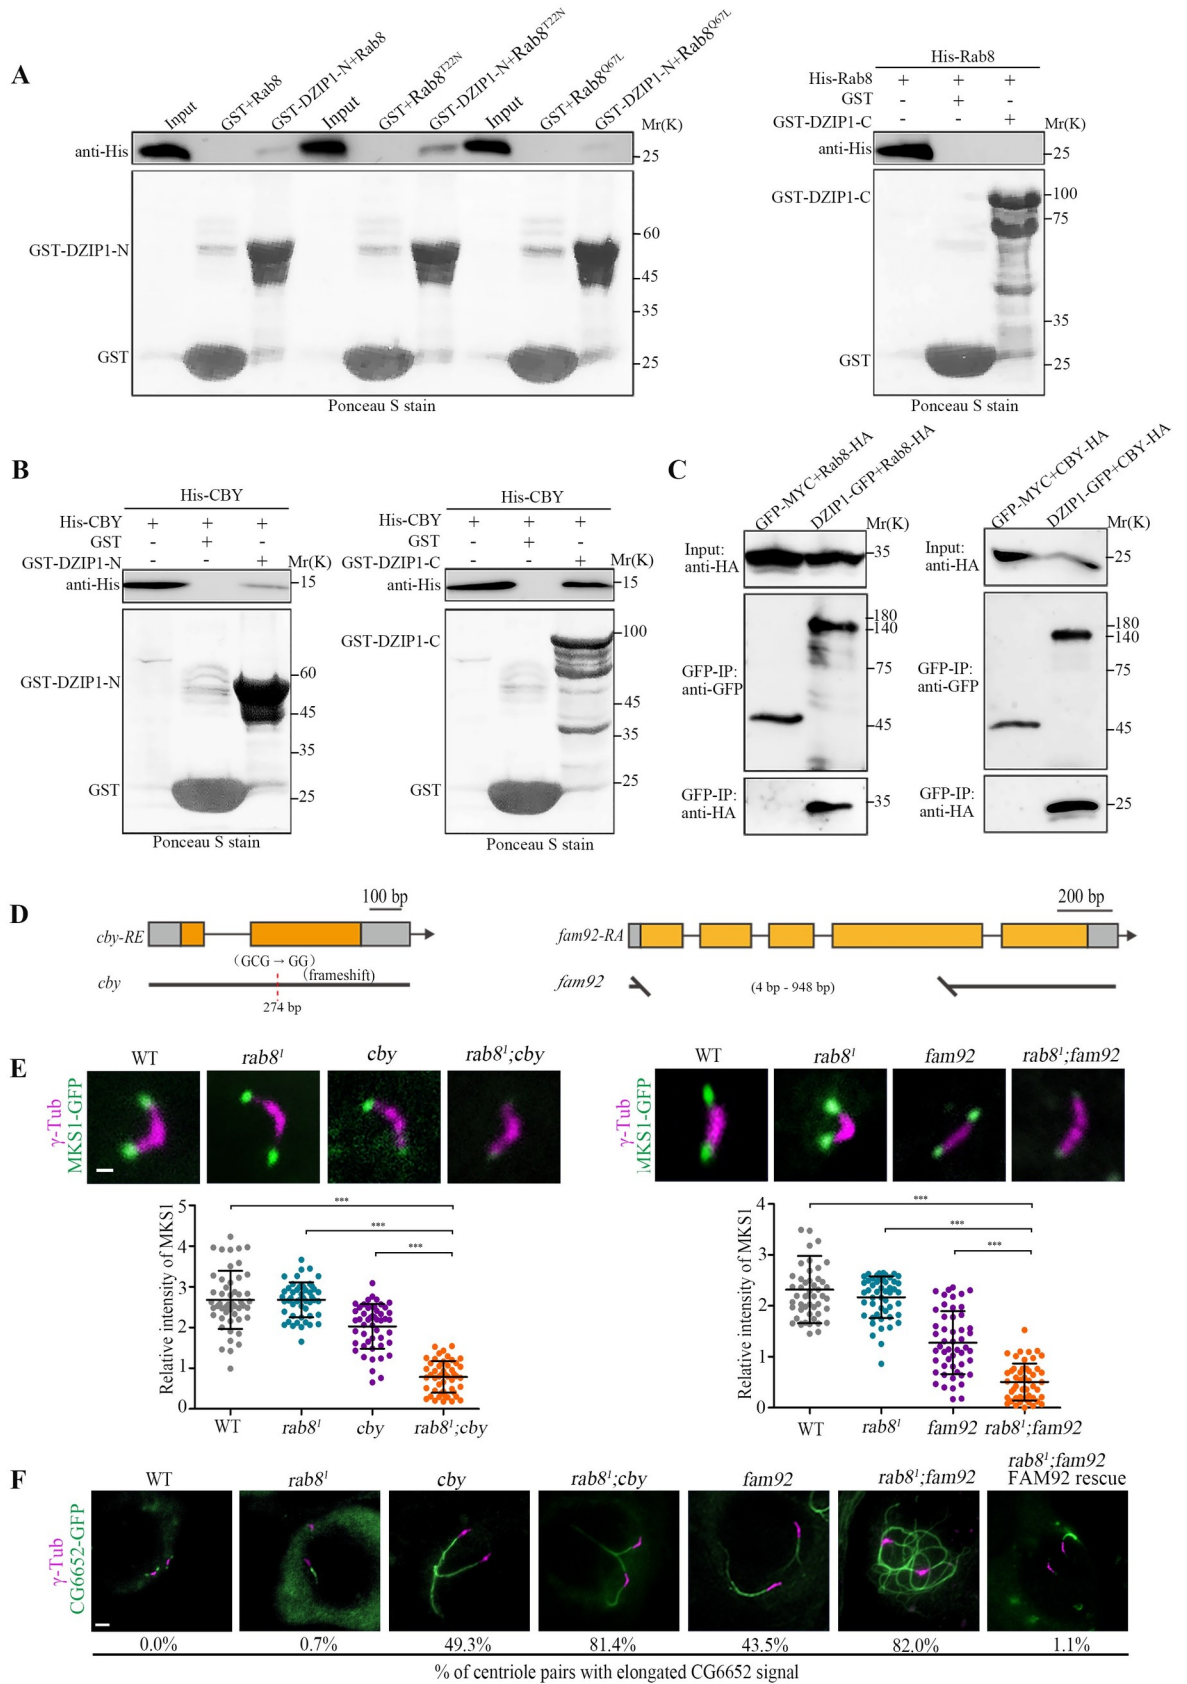 A
Input
GST+Rab8
GST-DZIP1-N+Rab8
Input
GST+Rab8T22N
GST-DZIP1-N+Rab8T22N
Input
GST+Rab8Q67L
GST-DZIP1-N+Rab8Q67L
Mr(K)
anti-His
25
GST-DZIP1-N
60
45
35
GST
25
Ponceau S stain
His-Rab8
His-Rab8 + + +
GST - + -
GST-DZIP1-C - - +
Mr(K)
anti-His
25
GST-DZIP1-C
100
75
35
GST
25
Ponceau S stain
B
His-CBY
His-CBY + + +
GST - + -
GST-DZIP1-N - - +
Mr(K)
anti-His
15
GST-DZIP1-N
60
45
35
GST
25
Ponceau S stain
His-CBY
His-CBY + + +
GST - + -
GST-DZIP1-C - - +
Mr(K)
anti-His
15
GST-DZIP1-C
100
45
35
GST
25
Ponceau S stain
C
GFP-MYC+Rab8-HA
DZIP1-GFP+Rab8-HA
Mr(K)
Input:
anti-HA
35
180
140
GFP-IP:
anti-GFP
75
45
GFP-IP:
anti-HA
35
GFP-MYC+CBY-HA
DZIP1-GFP+CBY-HA
Mr(K)
Input:
anti-HA
25
180
140
GFP-IP:
anti-GFP
75
45
GFP-IP:
anti-HA
25
D
100 bp
cby-RE
(GCG→GG)
(frameshift)
cby
274 bp
200 bp
fam92-RA
fam92
(4 bp - 948 bp)
E
WT
rab8¹
cby
rab8¹;cby
γ-Tub
MKS1-GFP
Relative intensity of MKS1
5
4
3
2
1
0
***
***
***
WT
rab8¹
cby
rab8¹;cby
WT
rab8¹
fam92
rab8¹;fam92
γ-Tub
MKS1-GFP
Relative intensity of MKS1
4
3
2
1
0
***
***
***
WT
rab8¹
fam92
rab8¹;fam92
F
WT
rab8¹
cby
rab8¹;cby
fam92
rab8¹;fam92
rab8¹;fam92
FAM92 rescue
γ-Tub
CG6652-GFP
0.0%
0.7%
49.3%
81.4%
43.5%
82.0%
1.1%
% of centriole pairs with elongated CG6652 signal